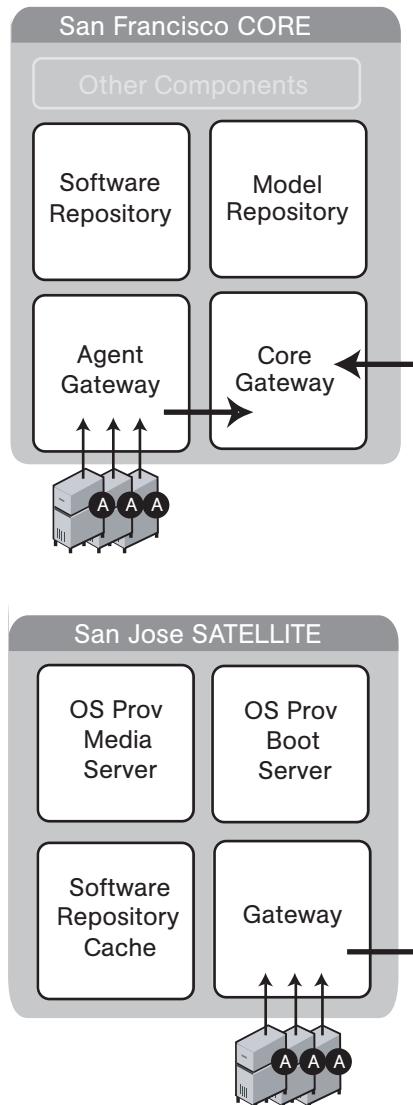 San Francisco CORE
Other Components
Software
Repository
Model
Repository
Agent
Gateway
Core
Gateway
A A A
San Jose SATELLITE
OS Prov
Media
Server
OS Prov
Boot
Server
Software
Repository
Cache
Gateway
A A A